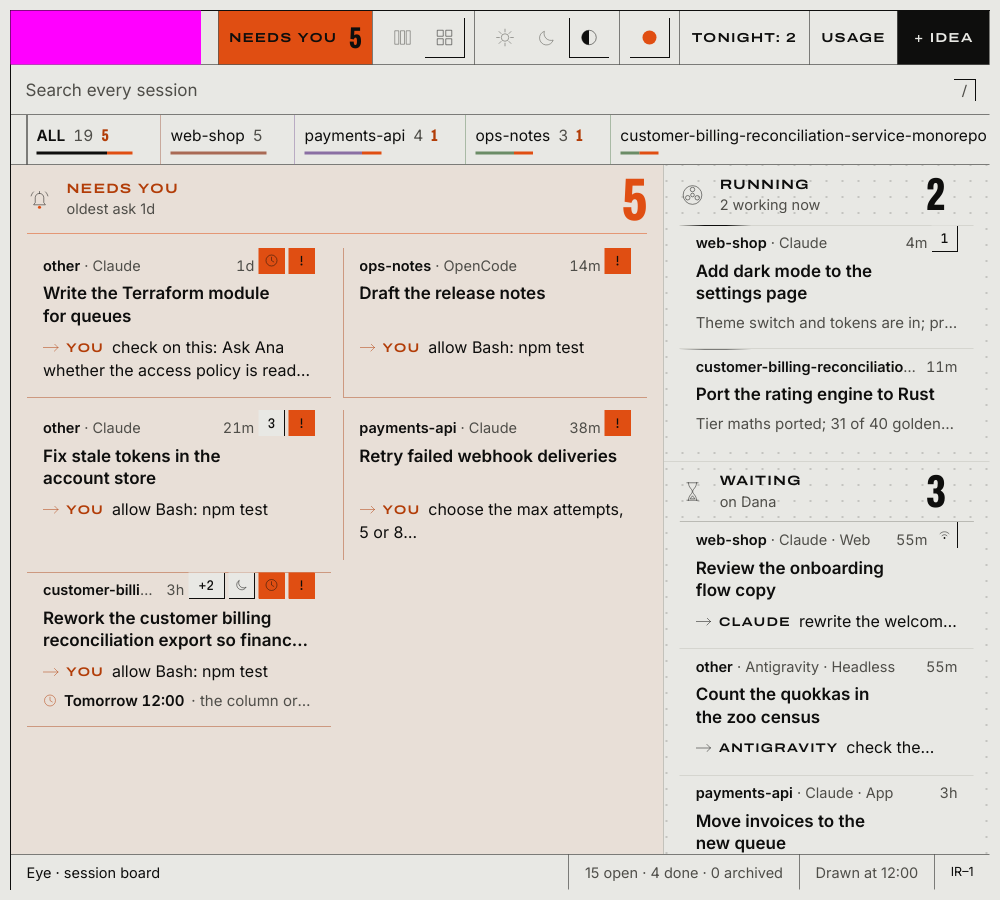 NEEDS YOU 5
TONIGHT: 2
USAGE
+ IDEA
Search every session
/
ALL 19 5
web-shop 5
payments-api 4 1
ops-notes 3 1
customer-billing-reconciliation-service-monorepo
NEEDS YOU
oldest ask 1d
5
other · Claude 1d !
Write the Terraform module
for queues
→ YOU check on this: Ask Ana
whether the access policy is read…
ops-notes · OpenCode 14m !
Draft the release notes
→ YOU allow Bash: npm test
other · Claude 21m 3 !
Fix stale tokens in the
account store
→ YOU allow Bash: npm test
payments-api · Claude 38m !
Retry failed webhook deliveries
→ YOU choose the max attempts,
5 or 8…
customer-billi… 3h +2 !
Rework the customer billing
reconciliation export so financ…
→ YOU allow Bash: npm test
Tomorrow 12:00 · the column or…
RUNNING
2 working now
2
web-shop · Claude 4m 1
Add dark mode to the
settings page
Theme switch and tokens are in; pr…
customer-billing-reconciliatio… 11m
Port the rating engine to Rust
Tier maths ported; 31 of 40 golden…
WAITING
on Dana
3
web-shop · Claude · Web 55m
Review the onboarding
flow copy
→ CLAUDE rewrite the welcom…
other · Antigravity · Headless 55m
Count the quokkas in
the zoo census
→ ANTIGRAVITY check the…
payments-api · Claude · App 3h
Move invoices to the
new queue
Eye · session board
15 open · 4 done · 0 archived
Drawn at 12:00
IR–1